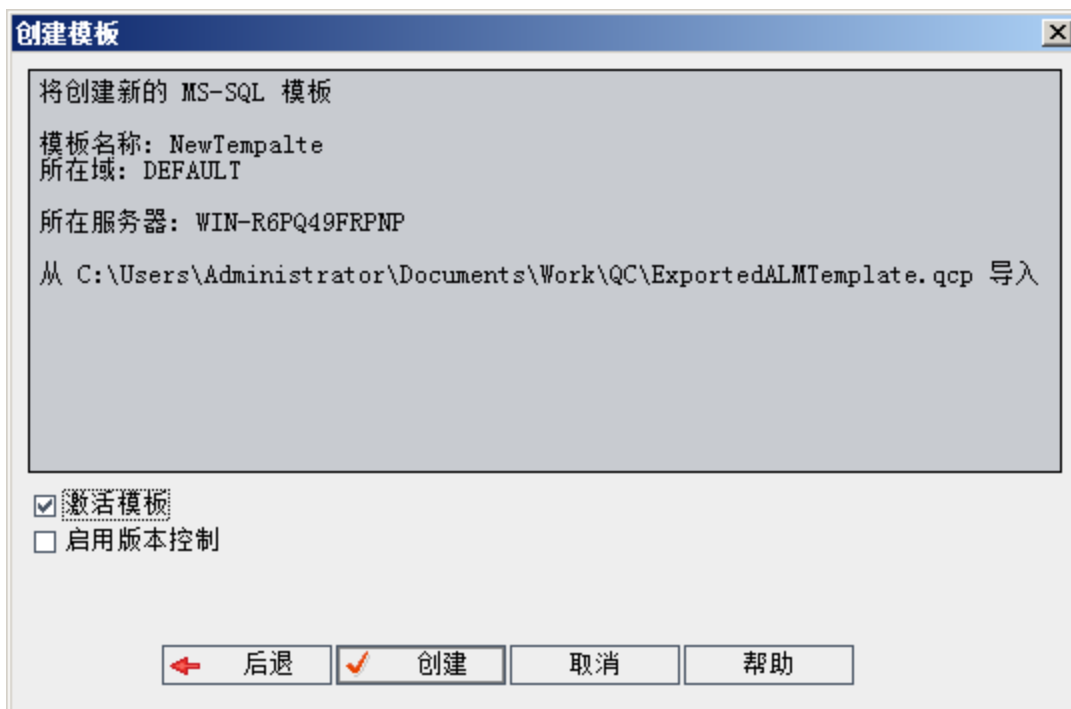 创建模板
将创建新的 MS-SQL 模板
模板名称: NewTempalte
所在域: DEFAULT
所在服务器: WIN-R6PQ49FRPNP
从 C:\Users\Administrator\Documents\Work\QC\ExportedALMTemplate.qcp 导入
激活模板
启用版本控制
后退 创建 取消 帮助